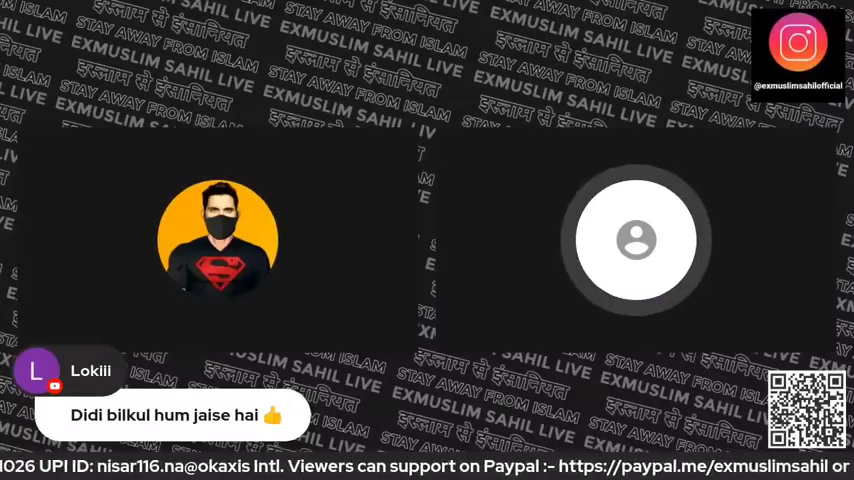 STAY AWAY FROM ISLAM
EXMUSLIM SAHIL LIVE
इस्लाम से इंसानियत
@exmuslimsahilofficial
L
Lokiii
Didi bilkul hum jaise hai 👍
1026 UPI ID: nisar116.na@okaxis Intl. Viewers can support on Paypal :- https://paypal.me/exmuslimsahil or